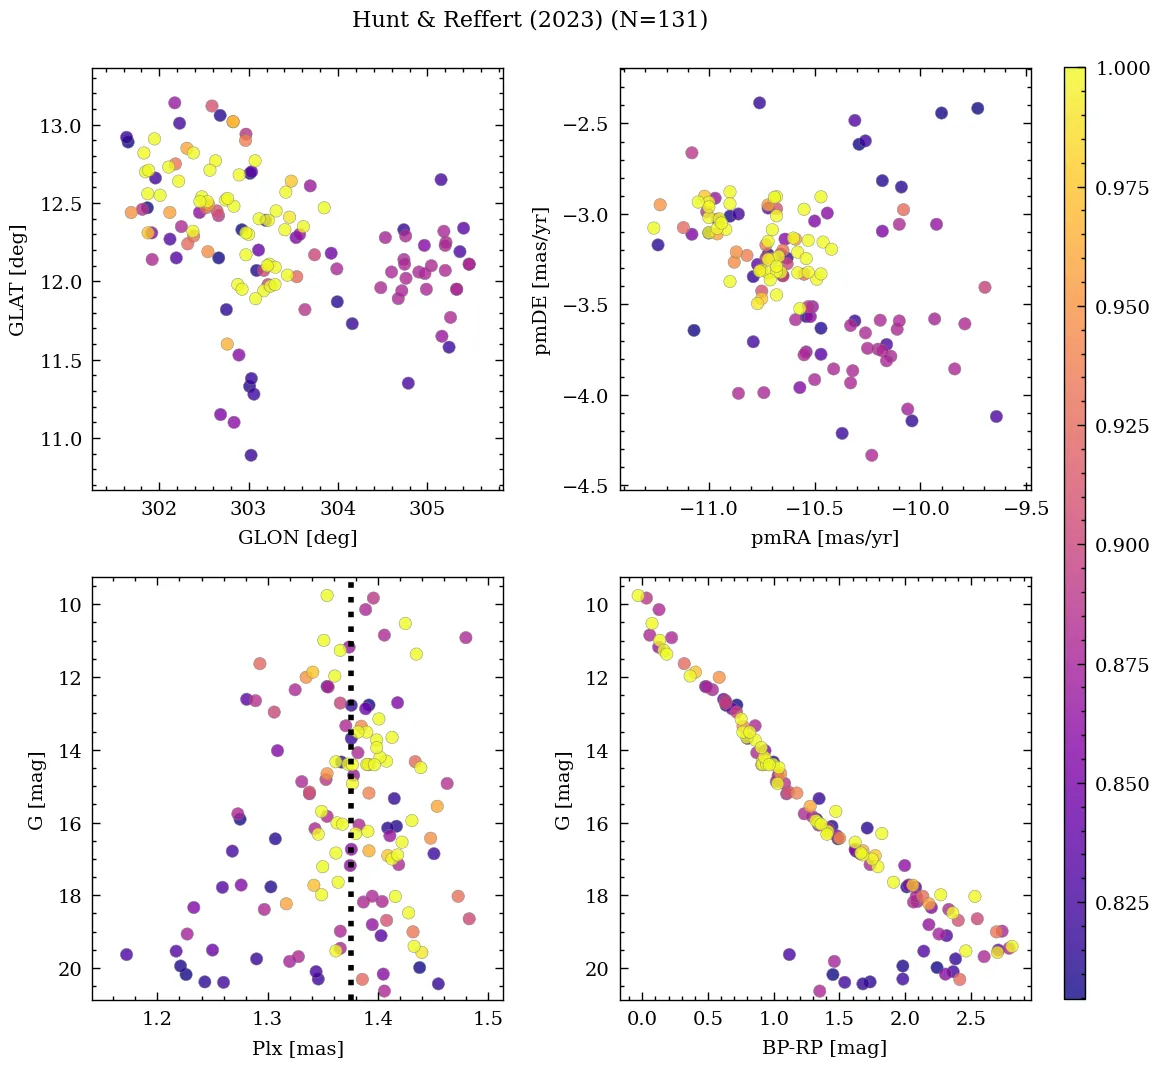 Hunt & Reffert (2023) (N=131)
13.0
12.5
12.0
11.5
11.0
GLAT [deg]
302 303 304 305
GLON [deg]
−2.5
−3.0
−3.5
−4.0
−4.5
pmDE [mas/yr]
−11.0 −10.5 −10.0 −9.5
pmRA [mas/yr]
10
12
14
16
18
20
G [mag]
1.2 1.3 1.4 1.5
Plx [mas]
10
12
14
16
18
20
G [mag]
0.0 0.5 1.0 1.5 2.0 2.5
BP-RP [mag]
1.000
0.975
0.950
0.925
0.900
0.875
0.850
0.825